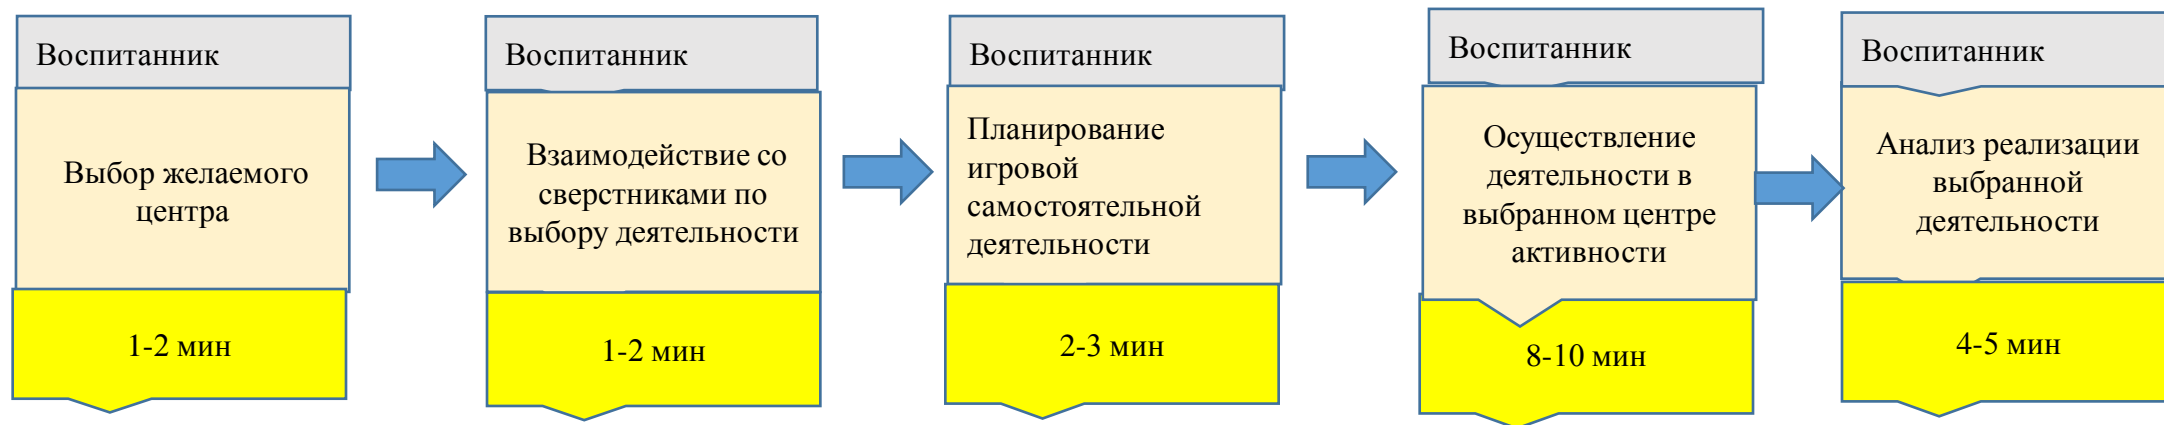 Воспитанник
Выбор желаемого
центра
1-2 мин
Воспитанник
Взаимодействие со
сверстниками по
выбору деятельности
1-2 мин
Воспитанник
Планирование
игровой
самостоятельной
деятельности
2-3 мин
Воспитанник
Осуществление
деятельности в
выбранном центре
активности
8-10 мин
Воспитанник
Анализ реализации
выбранной
деятельности
4-5 мин